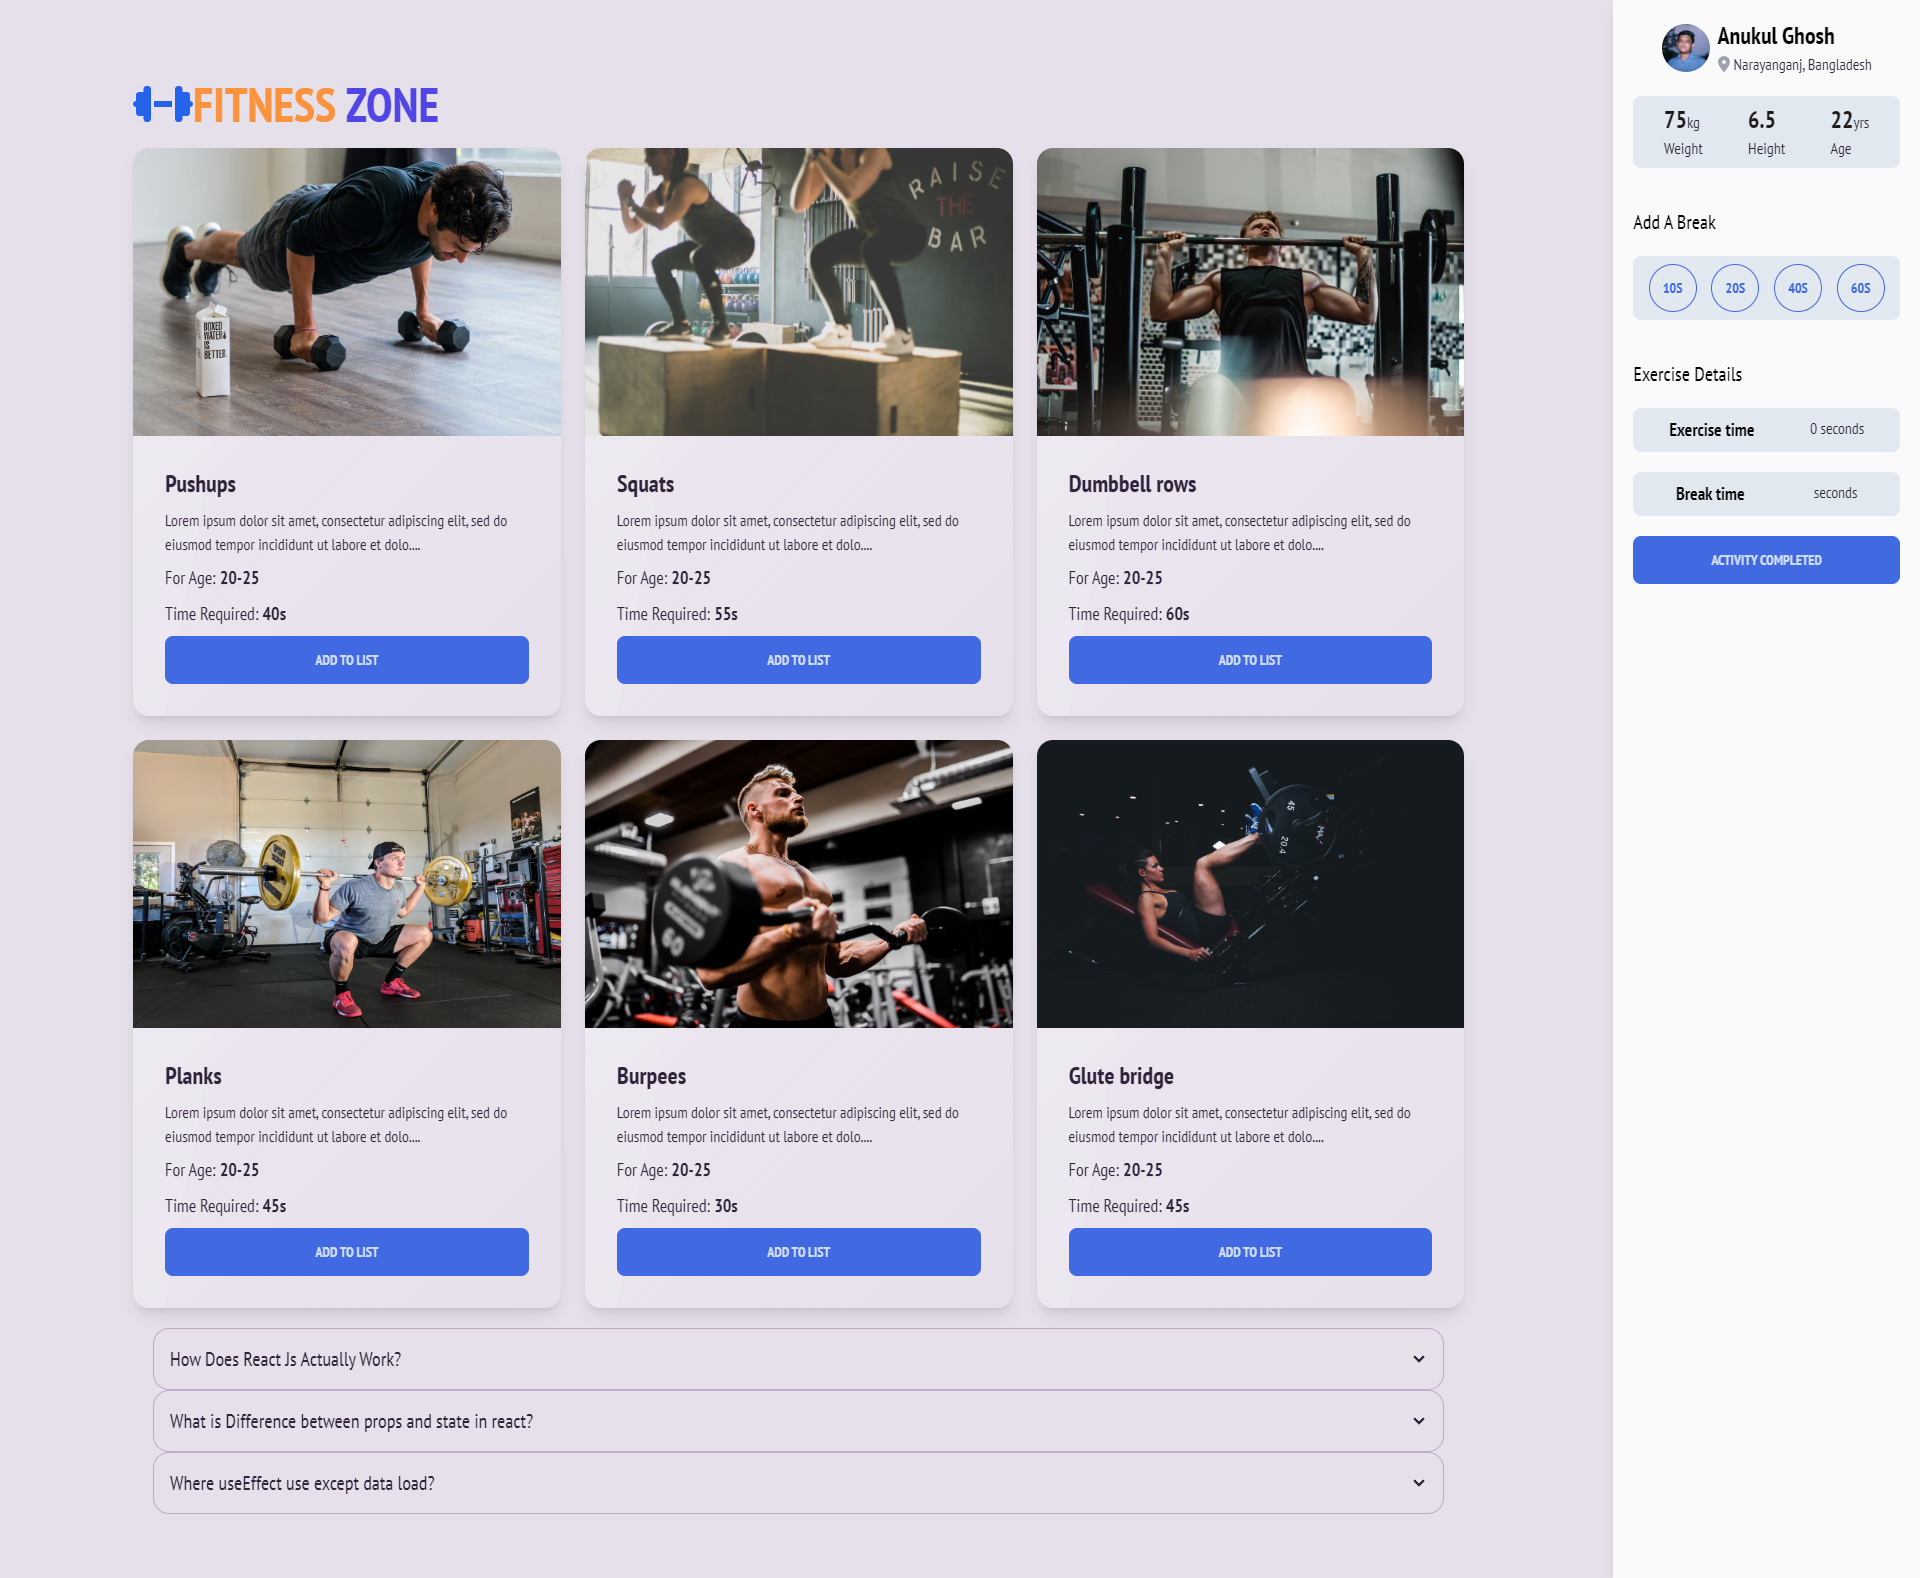 FITNESS ZONE
BOXED
WATER
IS
BETTER.
RAISE
THE
BAR
Pushups
Lorem ipsum dolor sit amet, consectetur adipiscing elit, sed do
eiusmod tempor incididunt ut labore et dolo....
For Age: 20-25
Time Required: 40s
ADD TO LIST
Squats
Lorem ipsum dolor sit amet, consectetur adipiscing elit, sed do
eiusmod tempor incididunt ut labore et dolo....
For Age: 20-25
Time Required: 55s
ADD TO LIST
Dumbbell rows
Lorem ipsum dolor sit amet, consectetur adipiscing elit, sed do
eiusmod tempor incididunt ut labore et dolo....
For Age: 20-25
Time Required: 60s
ADD TO LIST
60
45
20.4
Planks
Lorem ipsum dolor sit amet, consectetur adipiscing elit, sed do
eiusmod tempor incididunt ut labore et dolo....
For Age: 20-25
Time Required: 45s
ADD TO LIST
Burpees
Lorem ipsum dolor sit amet, consectetur adipiscing elit, sed do
eiusmod tempor incididunt ut labore et dolo....
For Age: 20-25
Time Required: 30s
ADD TO LIST
Glute bridge
Lorem ipsum dolor sit amet, consectetur adipiscing elit, sed do
eiusmod tempor incididunt ut labore et dolo....
For Age: 20-25
Time Required: 45s
ADD TO LIST
How Does React Js Actually Work?
What is Difference between props and state in react?
Where useEffect use except data load?
Anukul Ghosh
Narayanganj, Bangladesh
75kg 6.5 22yrs
Weight Height Age
Add A Break
10S 20S 40S 60S
Exercise Details
Exercise time 0 seconds
Break time seconds
ACTIVITY COMPLETED